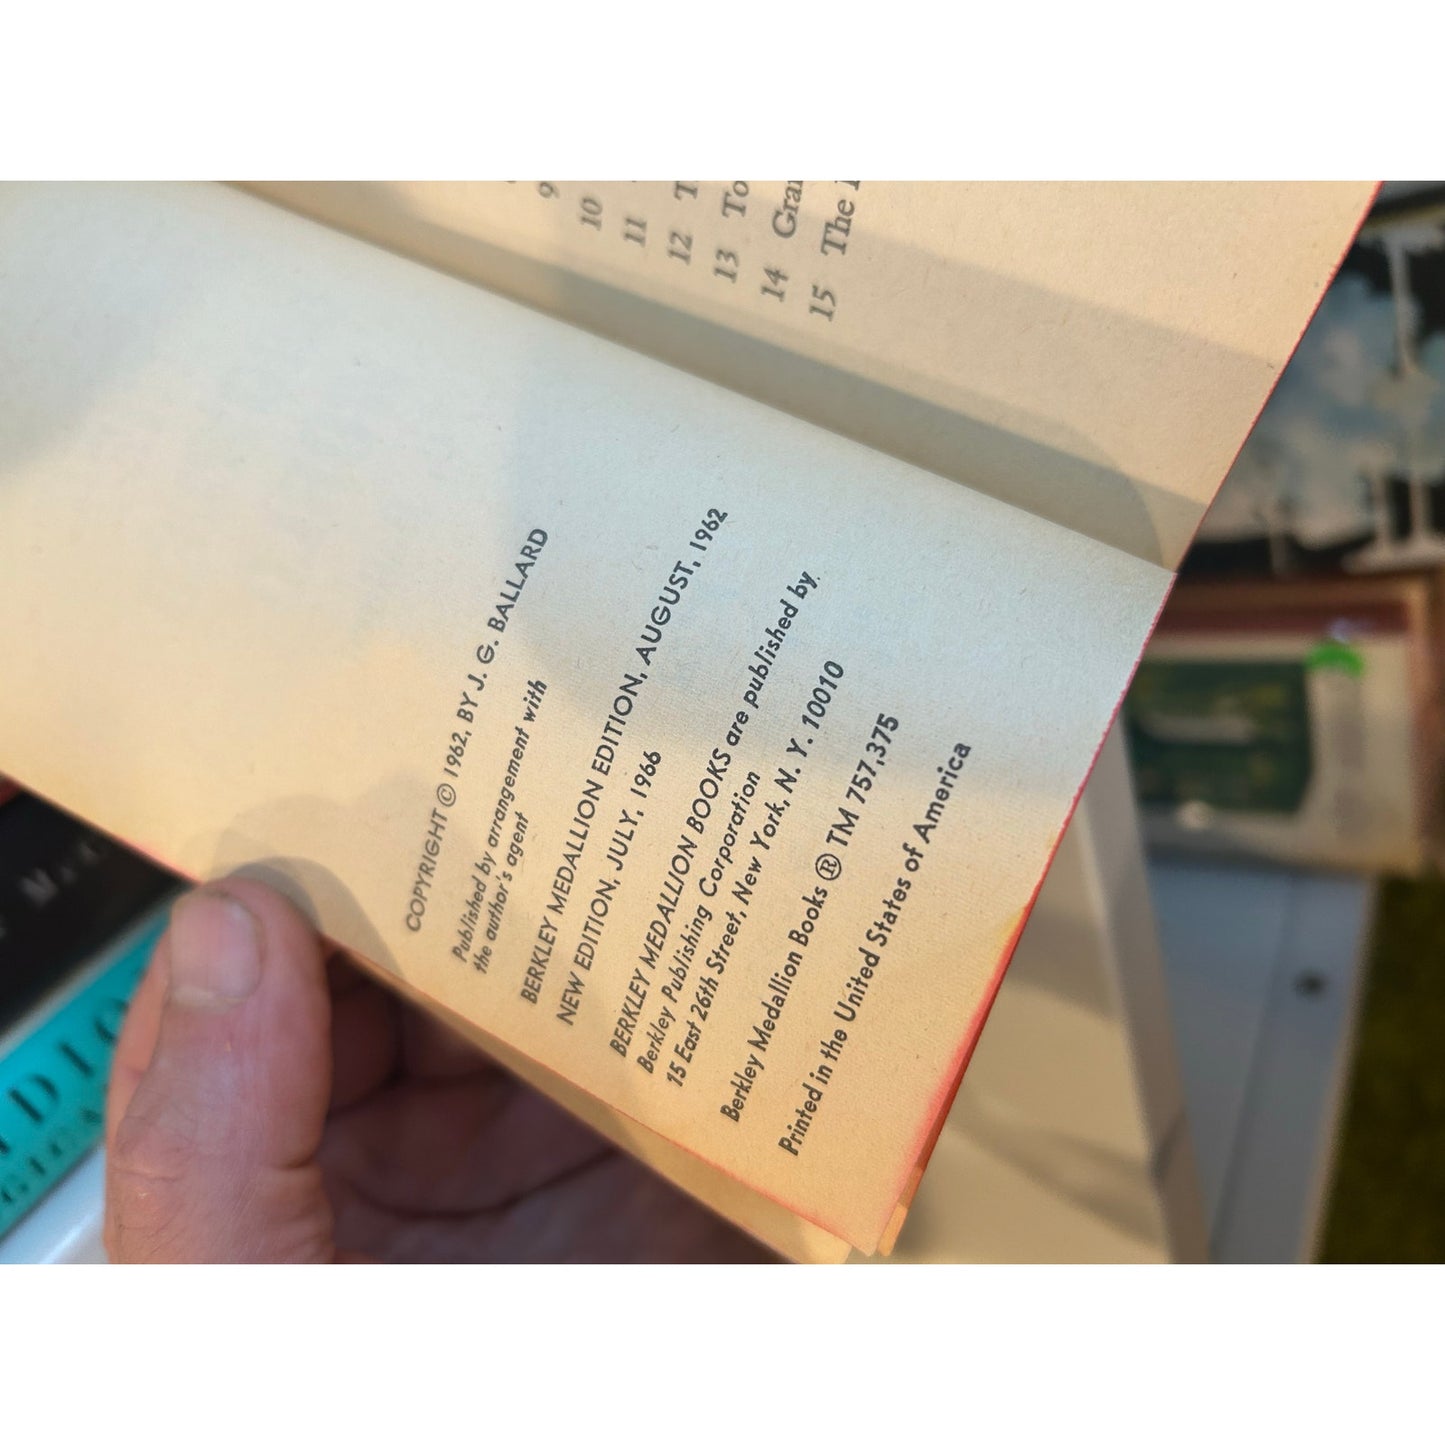 COPYRIGHT © 1962, BY J. G. BALLARD
Published by arrangement with
the author's agent
BERKLEY MEDALLION EDITION, AUGUST, 1962
NEW EDITION, JULY, 1966
BERKLEY MEDALLION BOOKS are published by
Berkley Publishing Corporation
15 East 26th Street, New York, N. Y. 10010
Berkley Medallion Books ® TM 757,375
Printed in the United States of America
9
10
11
12
13 To
14
15 The